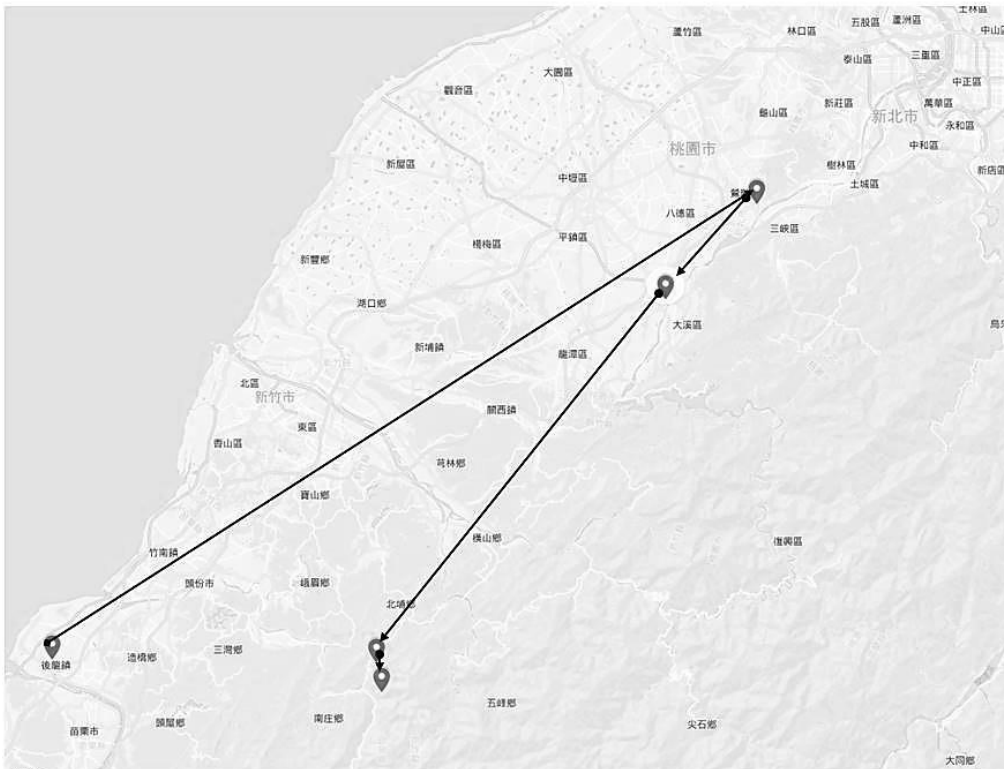 士林區
五股區
蘆洲區
蘆竹區
林口區
中山區
三重區
泰山區
大園區
中正區
觀音區
新莊區
萬華區
龜山區
新北市
永和區
中和區
桃園市
新屋區
樹林區
新店區
中壢區
土城區
八德區
三峽區
楊梅區
平鎮區
新豐鄉
湖口鄉
大溪區
新埔鎮
龍潭區
北區
新竹市
關西鎮
東區
香山區
芎林鄉
寶山鄉
橫山鄉
復興區
竹南鎮
頭份市
峨眉鄉
北埔鄉
三灣鄉
造橋鄉
後龍鎮
五峰鄉
頭屋鄉
南庄鄉
尖石鄉
苗栗市
大同鄉